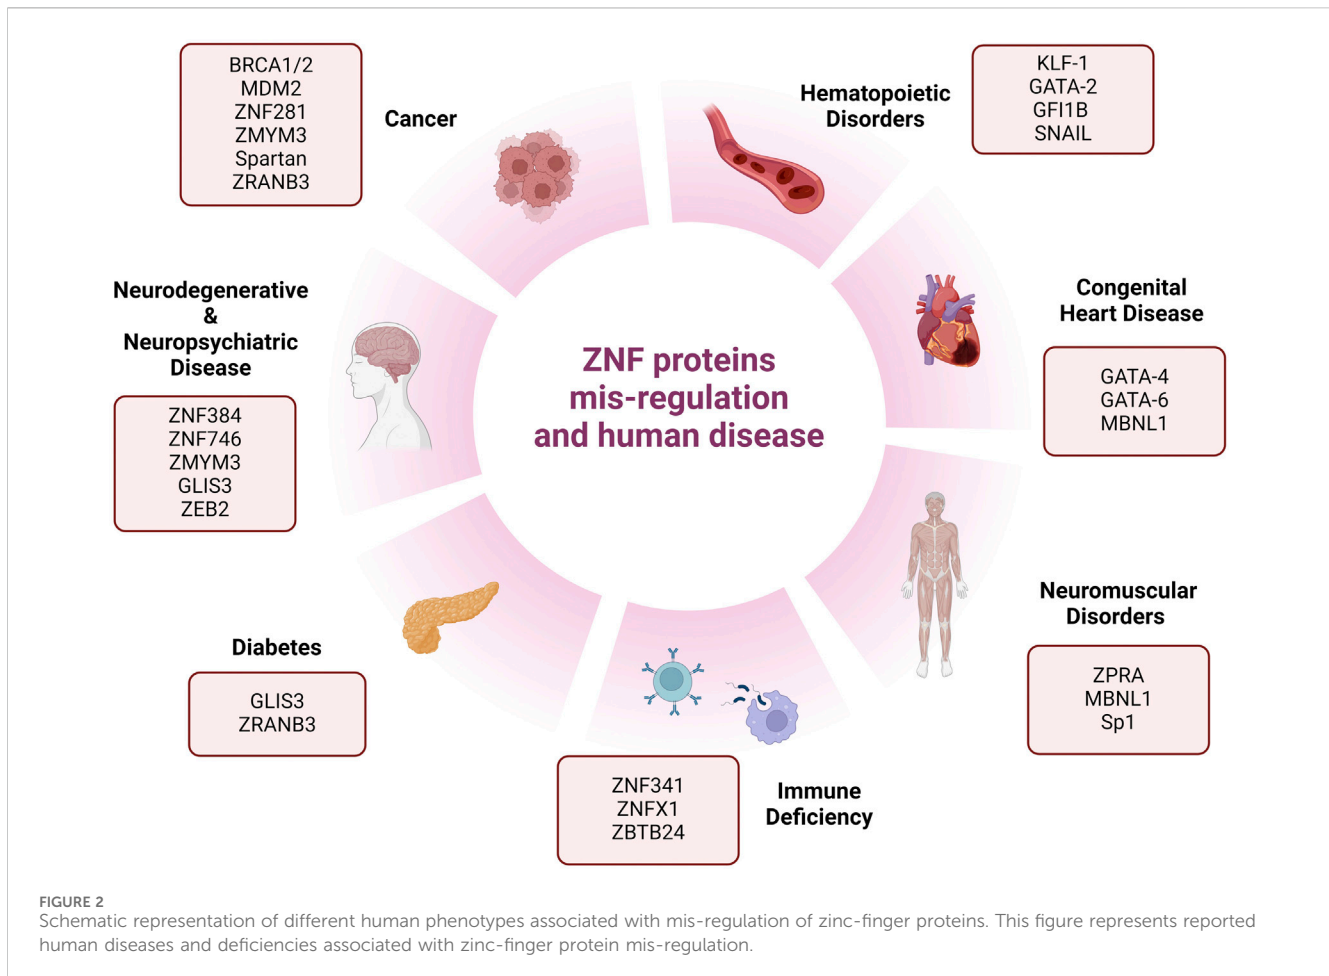 BRCA1/2
MDM2
ZNF281
ZMYM3
Spartan
ZRANB3
Cancer
Hematopoietic
Disorders
KLF-1
GATA-2
GFI1B
SNAIL
Neurodegenerative
&
Neuropsychiatric
Disease
ZNF384
ZNF746
ZMYM3
GLIS3
ZEB2
ZNF proteins
mis-regulation
and human disease
Congenital
Heart Disease
GATA-4
GATA-6
MBNL1
Neuromuscular
Disorders
ZPRA
MBNL1
Sp1
Diabetes
GLIS3
ZRANB3
ZNF341
ZNFX1
ZBTB24
Immune
Deficiency
FIGURE 2
Schematic representation of different human phenotypes associated with mis-regulation of zinc-finger proteins. This figure represents reported
human diseases and deficiencies associated with zinc-finger protein mis-regulation.